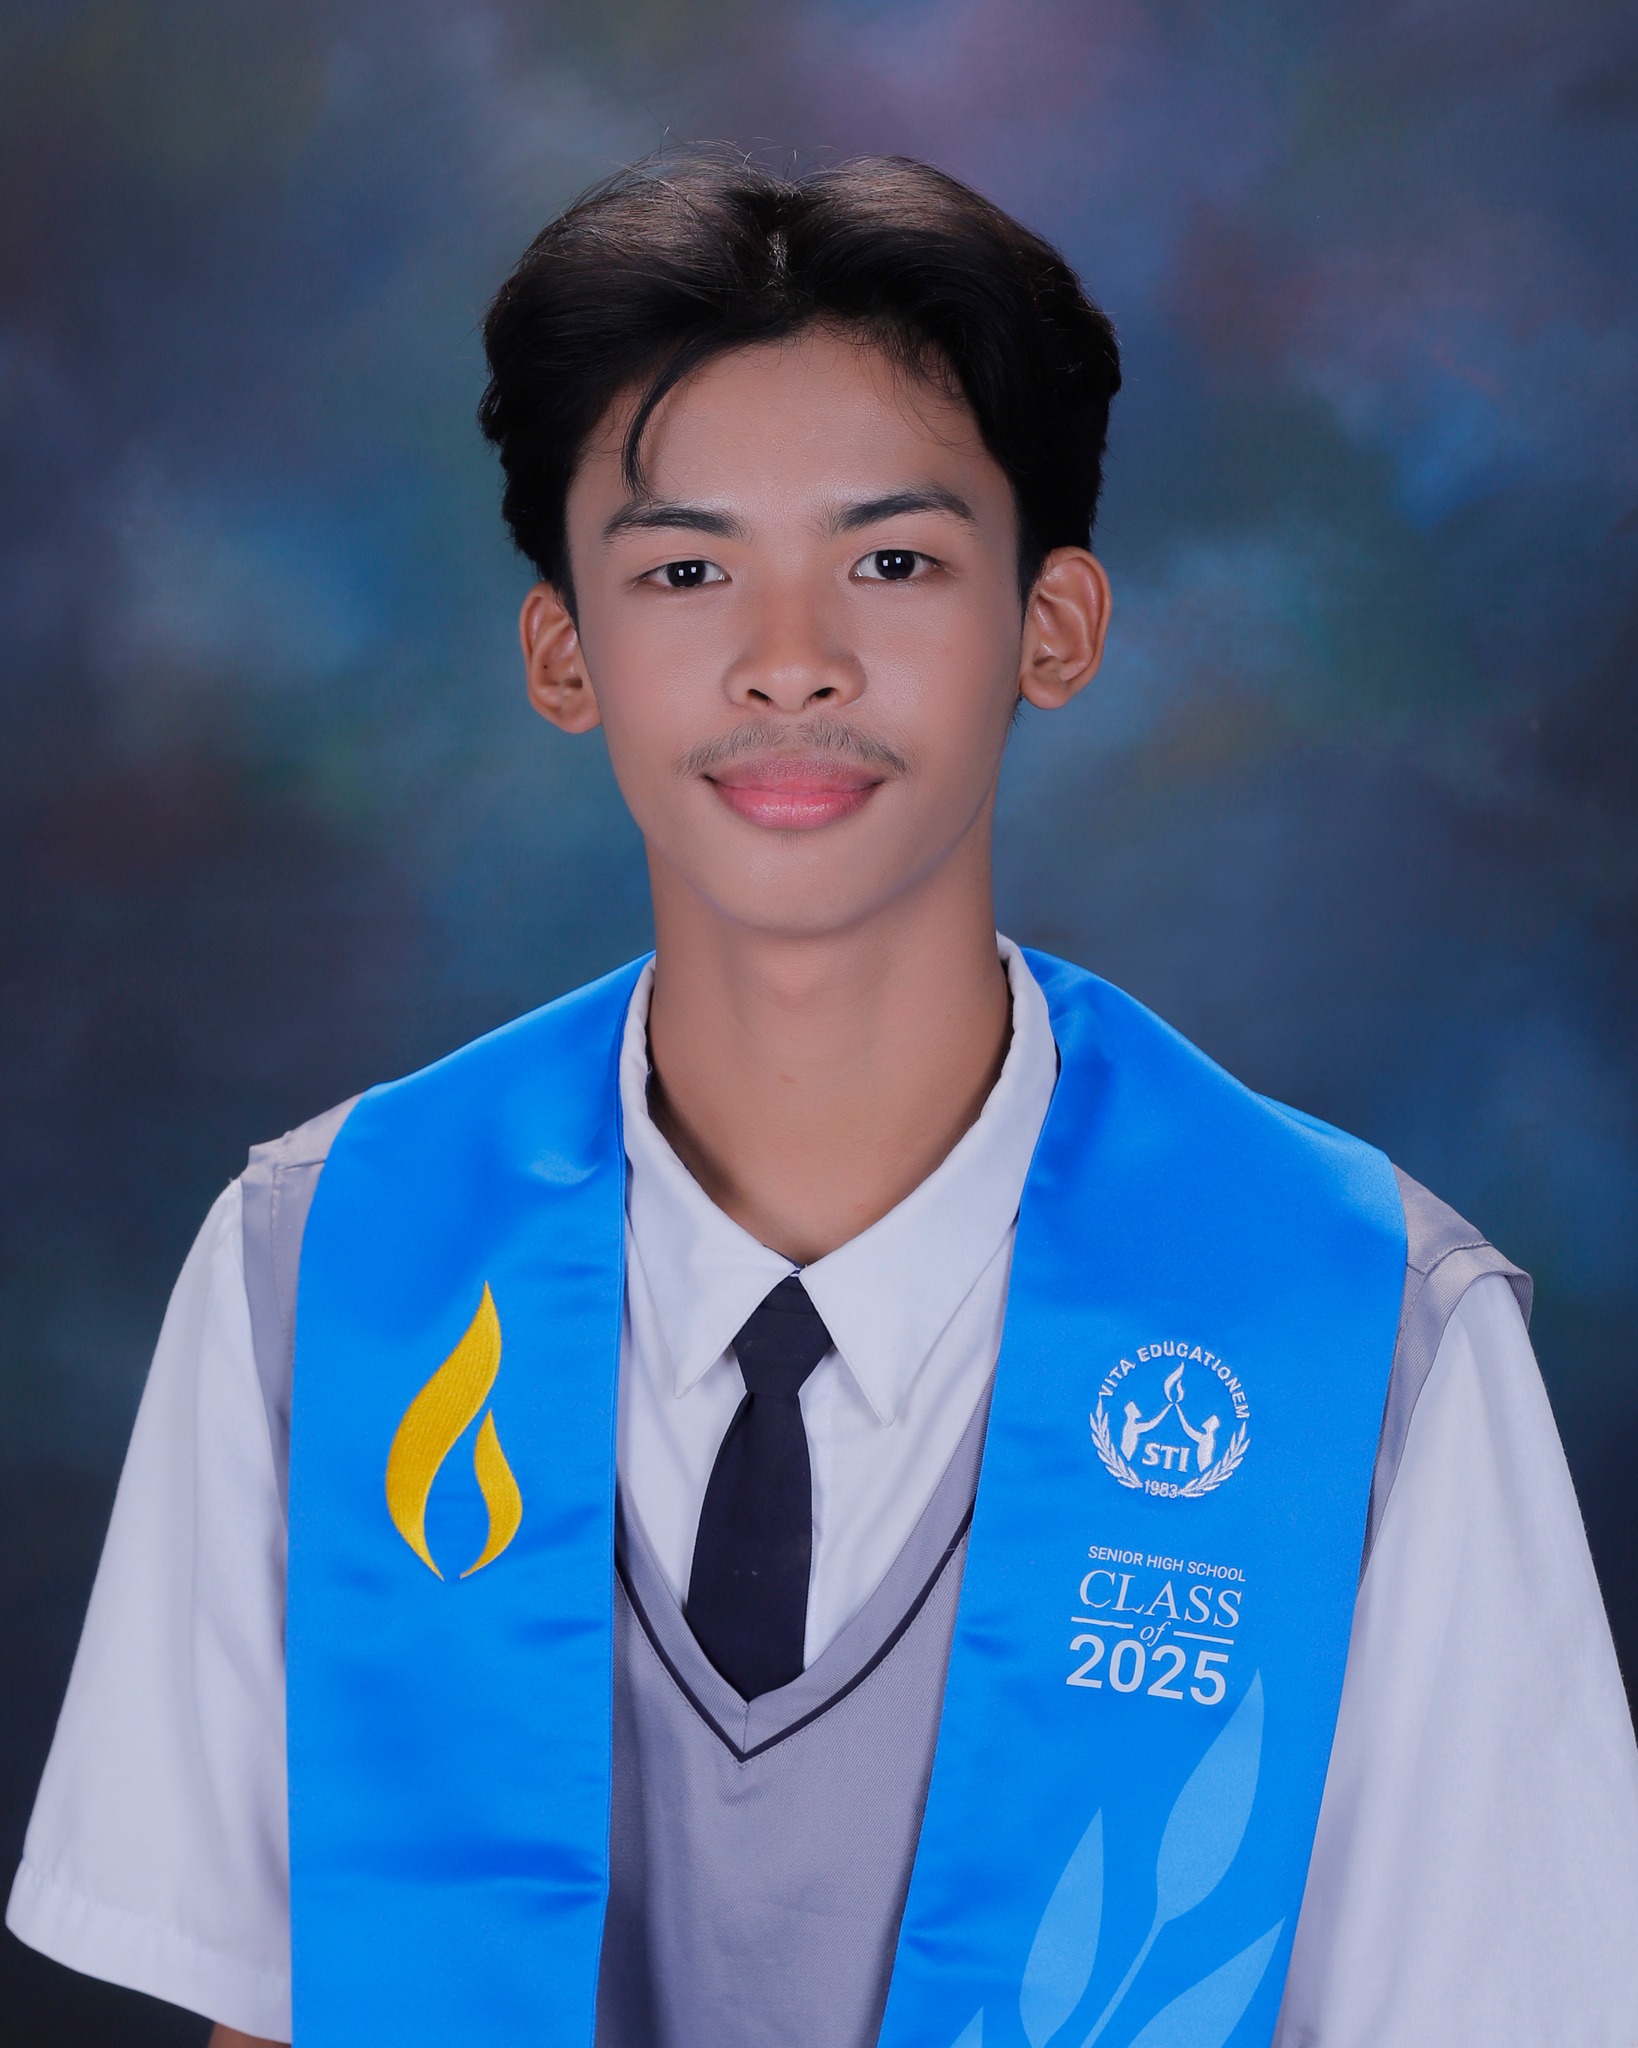 VITA EDUCATIONEM
STI
1983
SENIOR HIGH SCHOOL
CLASS
of
2025